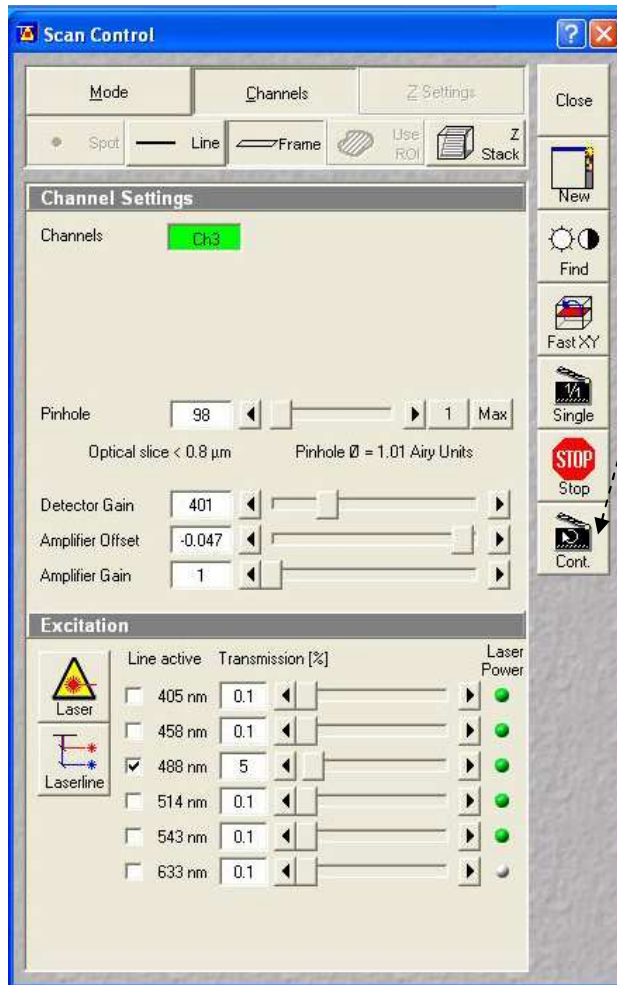 Scan Control
Mode
Channels
Z Settings
Close
Spot
Line
Frame
Use
ROI
Z
Stack
New
Channel Settings
Channels
Ch3
Find
Fast XY
1/1
Single
Pinhole
98
1
Max
Optical slice < 0.8 µm
Pinhole Ø = 1.01 Airy Units
STOP
Stop
Detector Gain
401
Amplifier Offset
-0.047
Amplifier Gain
1
Cont.
Excitation
Line active
Transmission [%]
Laser
Power
Laser
405 nm
0.1
458 nm
0.1
Laserline
488 nm
5
514 nm
0.1
543 nm
0.1
633 nm
0.1